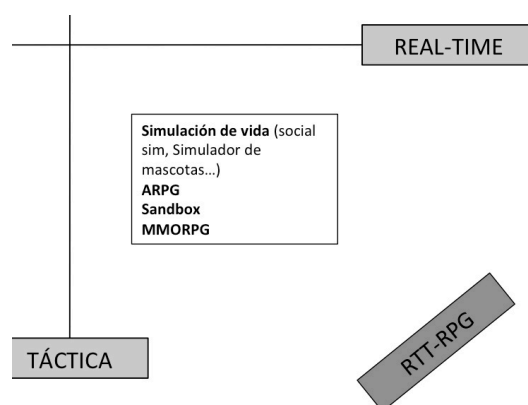 REAL-TIME
Simulación de vida (social
sim, Simulador de
mascotas...)
ARPG
Sandbox
MMORPG
RTT-RPG
TÁCTICA